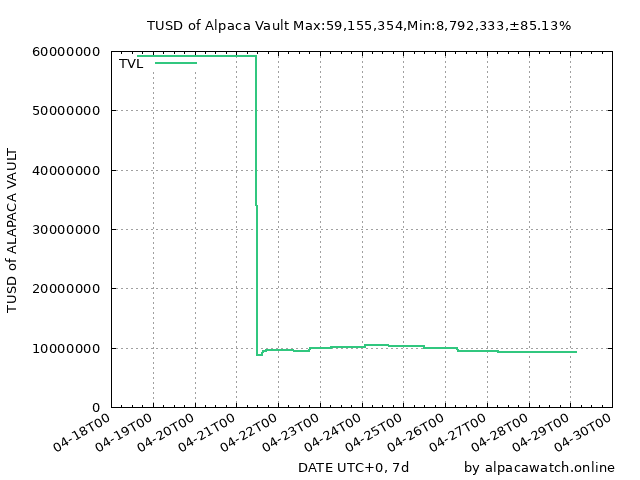 TUSD of Alpaca Vault Max:59,155,354,Min:8,792,333,±85.13%
60000000
TVL
50000000
40000000
30000000
20000000
10000000
0
TUSD of ALAPACA VAULT
04-18T00
04-19T00
04-20T00
04-21T00
04-22T00
04-23T00
04-24T00
04-25T00
04-26T00
04-27T00
04-28T00
04-29T00
04-30T00
DATE UTC+0, 7d
by alpacawatch.online